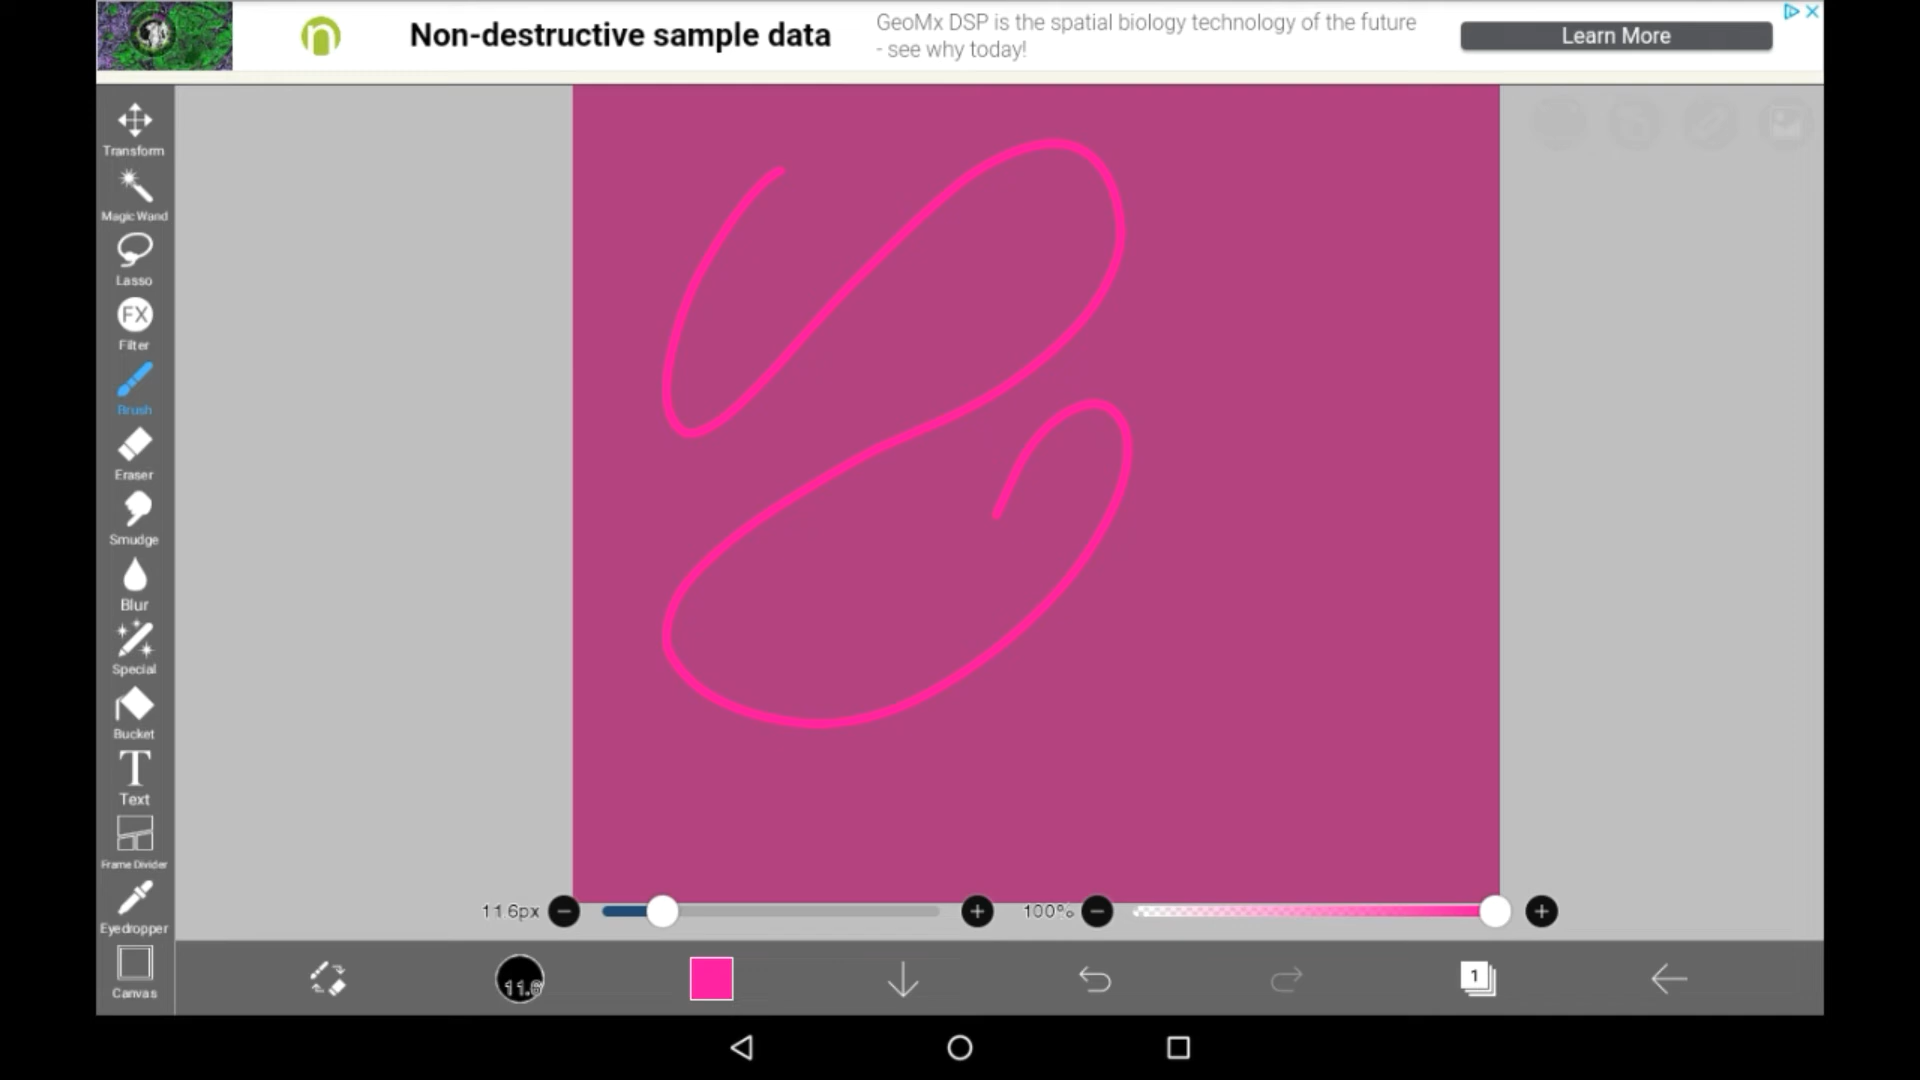 Non-destructive sample data
GeoMx DSP is the spatial biology technology of the future
- see why today!
Learn More
Transform
Magic Wand
Lasso
FX
Filter
Brush
Eraser
Smudge
Blur
Special
Bucket
T
Text
Frame Divider
Eyedropper
Canvas
11.6px
100%
11.6
1